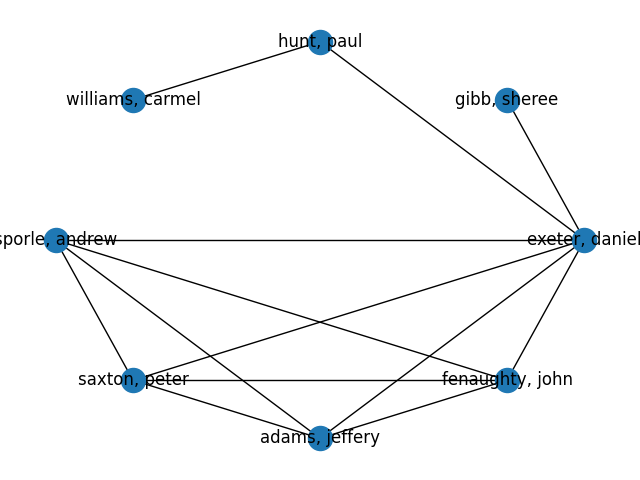 hunt, paul
williams, carmel
gibb, sheree
sporle, andrew
exeter, daniel
saxton, peter
fenaughty, john
adams, jeffery